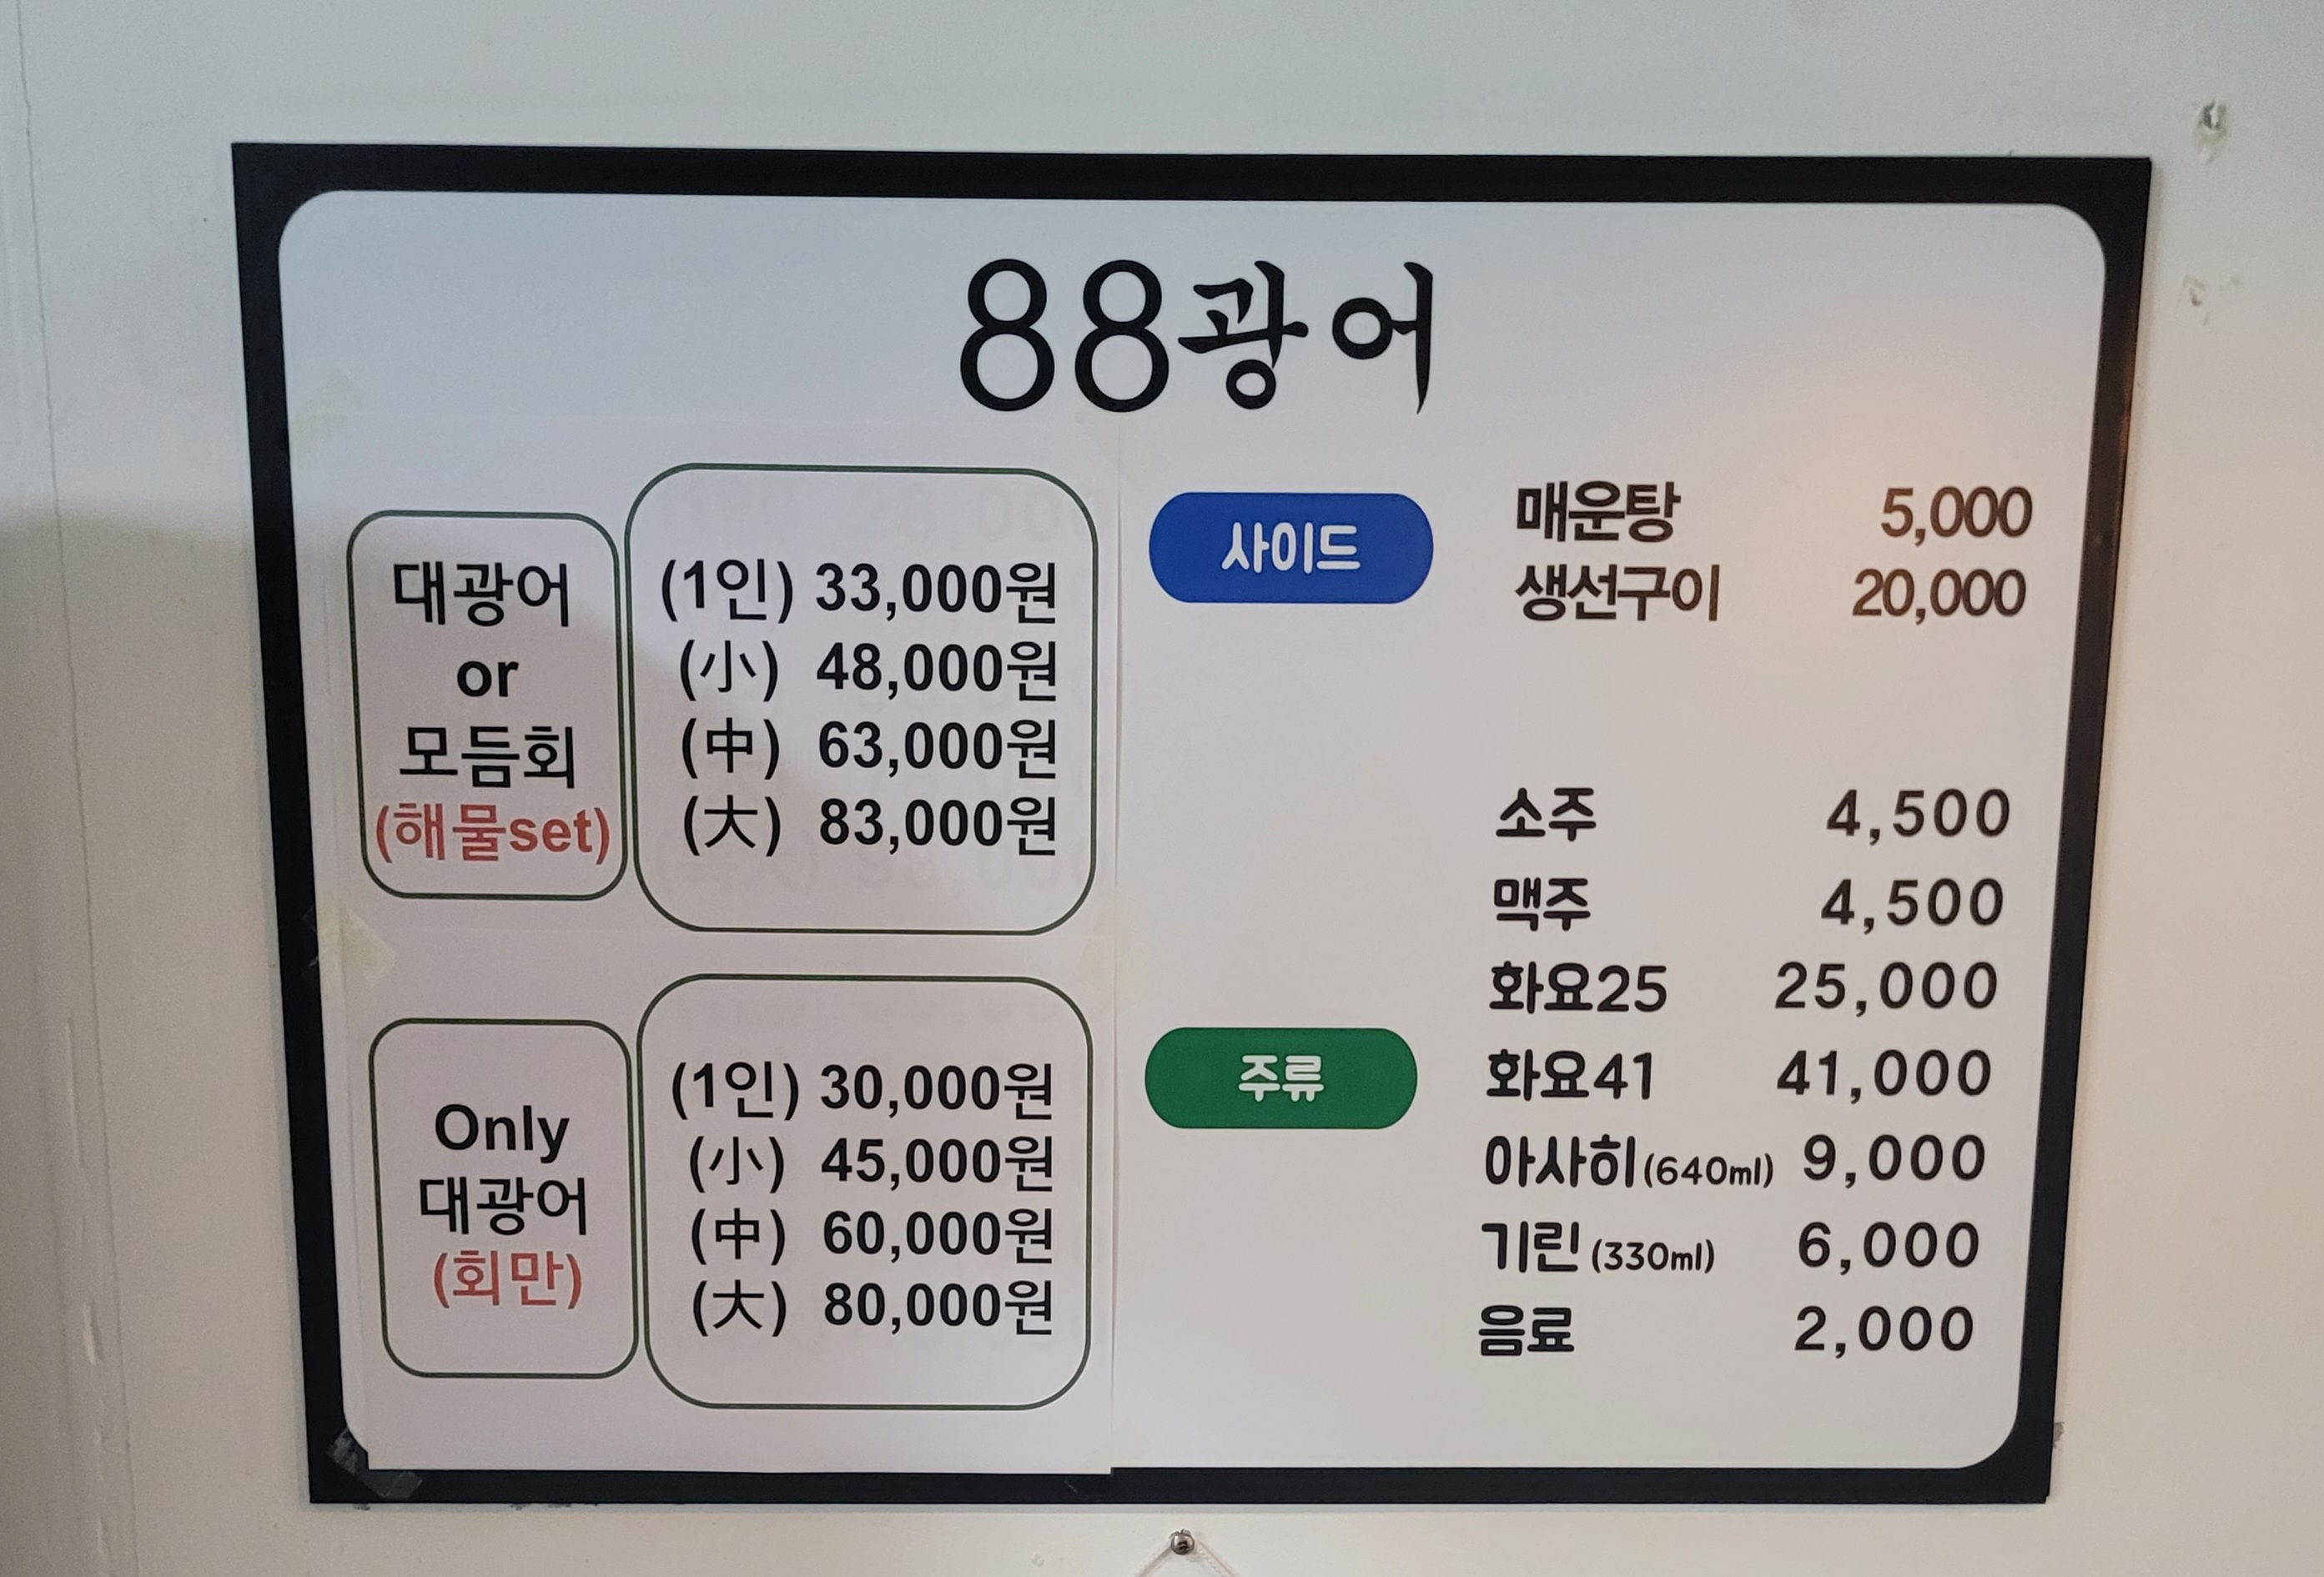 88광어
대광어
or
모듬회
(해물set)
(1인) 33,000원
(小) 48,000원
(中) 63,000원
(大) 83,000원
Only
대광어
(회만)
(1인) 30,000원
(小) 45,000원
(中) 60,000원
(大) 80,000원
사이드
매운탕 5,000
생선구이 20,000
주류
소주 4,500
맥주 4,500
화요25 25,000
화요41 41,000
아사히(640ml) 9,000
기린(330ml) 6,000
음료 2,000